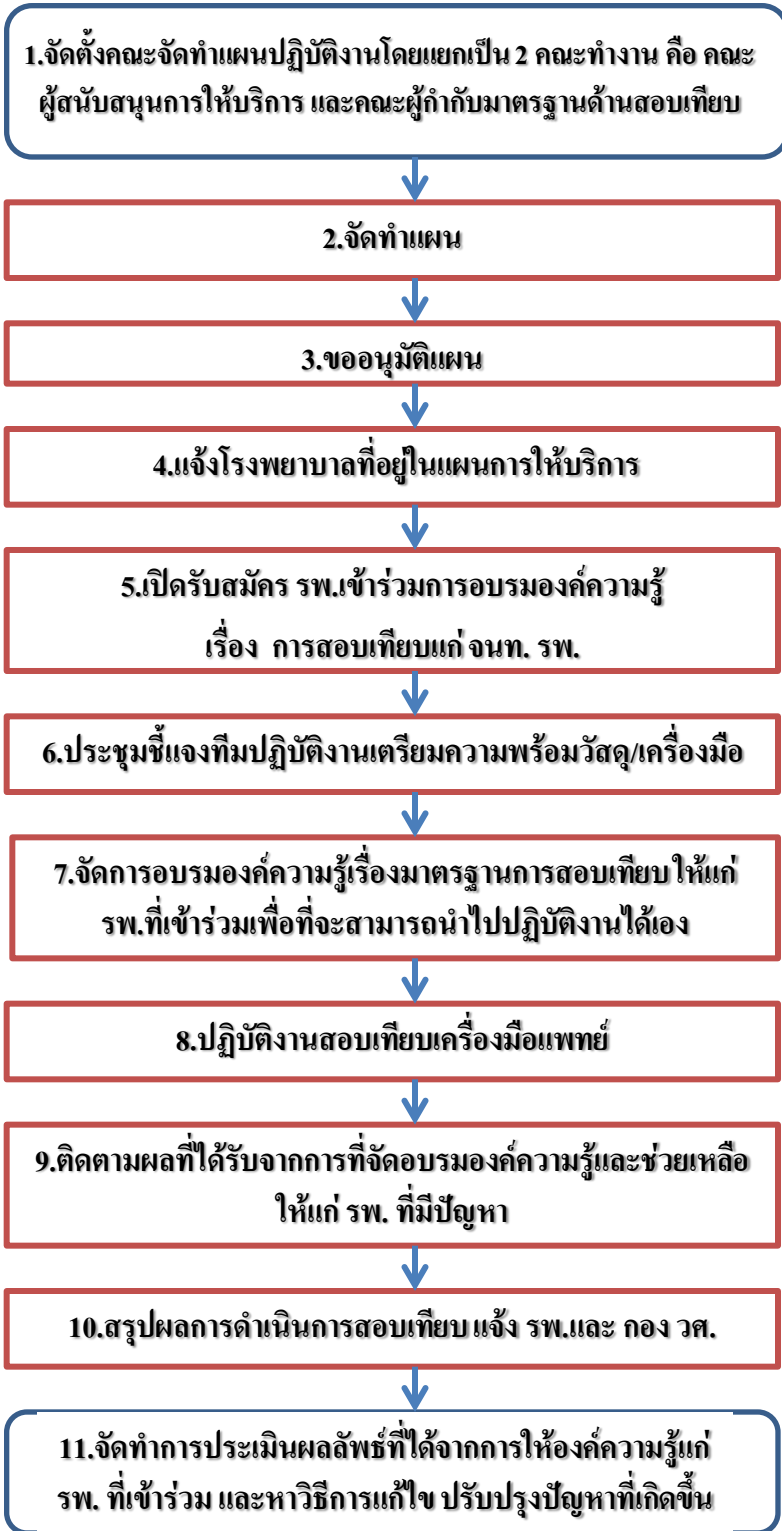 1.จัดตั้งคณะจัดทำแผนปฏิบัติงานโดยแยกเป็น 2 คณะทำงาน คือ คณะ
ผู้สนับสนุนการให้บริการ และคณะผู้กำกับมาตรฐานด้านสอบเทียบ
2.จัดทำแผน
3.ขออนุมัติแผน
4.แจ้งโรงพยาบาลที่อยู่ในแผนการให้บริการ
5.เปิดรับสมัคร รพ.เข้าร่วมการอบรมองค์ความรู้
เรื่อง การสอบเทียบแก่ จนท. รพ.
6.ประชุมชี้แจงทีมปฏิบัติงานเตรียมความพร้อมวัสดุ/เครื่องมือ
7.จัดการอบรมองค์ความรู้เรื่องมาตรฐานการสอบเทียบ ให้แก่
รพ.ที่เข้าร่วมเพื่อที่จะสามารถนำไปปฏิบัติงานได้เอง
8.ปฏิบัติงานสอบเทียบเครื่องมือแพทย์
9.ติดตามผลที่ได้รับจากการที่จัดอบรมองค์ความรู้และช่วยเหลือ
ให้แก่ รพ. ที่มีปัญหา
10.สรุปผลการดำเนินการสอบเทียบ แจ้ง รพ.และ กอง วศ.
11.จัดทำการประเมินผลลัพธ์ที่ได้จากการให้องค์ความรู้แก่
รพ. ที่เข้าร่วม และหาวิธีการแก้ไข ปรับปรุงปัญหาที่เกิดขึ้น